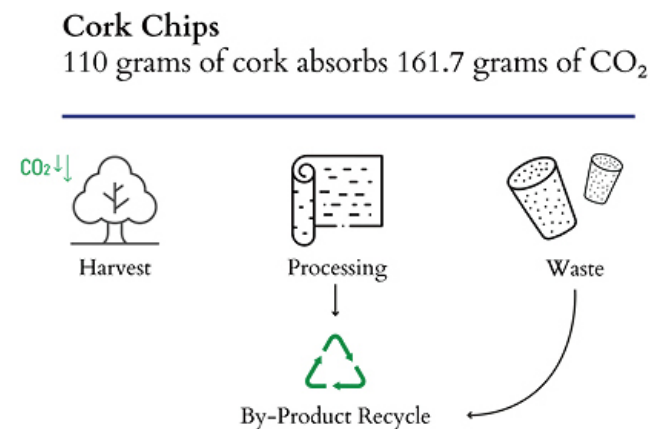 Cork Chips
110 grams of cork absorbs 161.7 grams of CO₂
CO₂
Harvest
Processing
Waste
By-Product Recycle